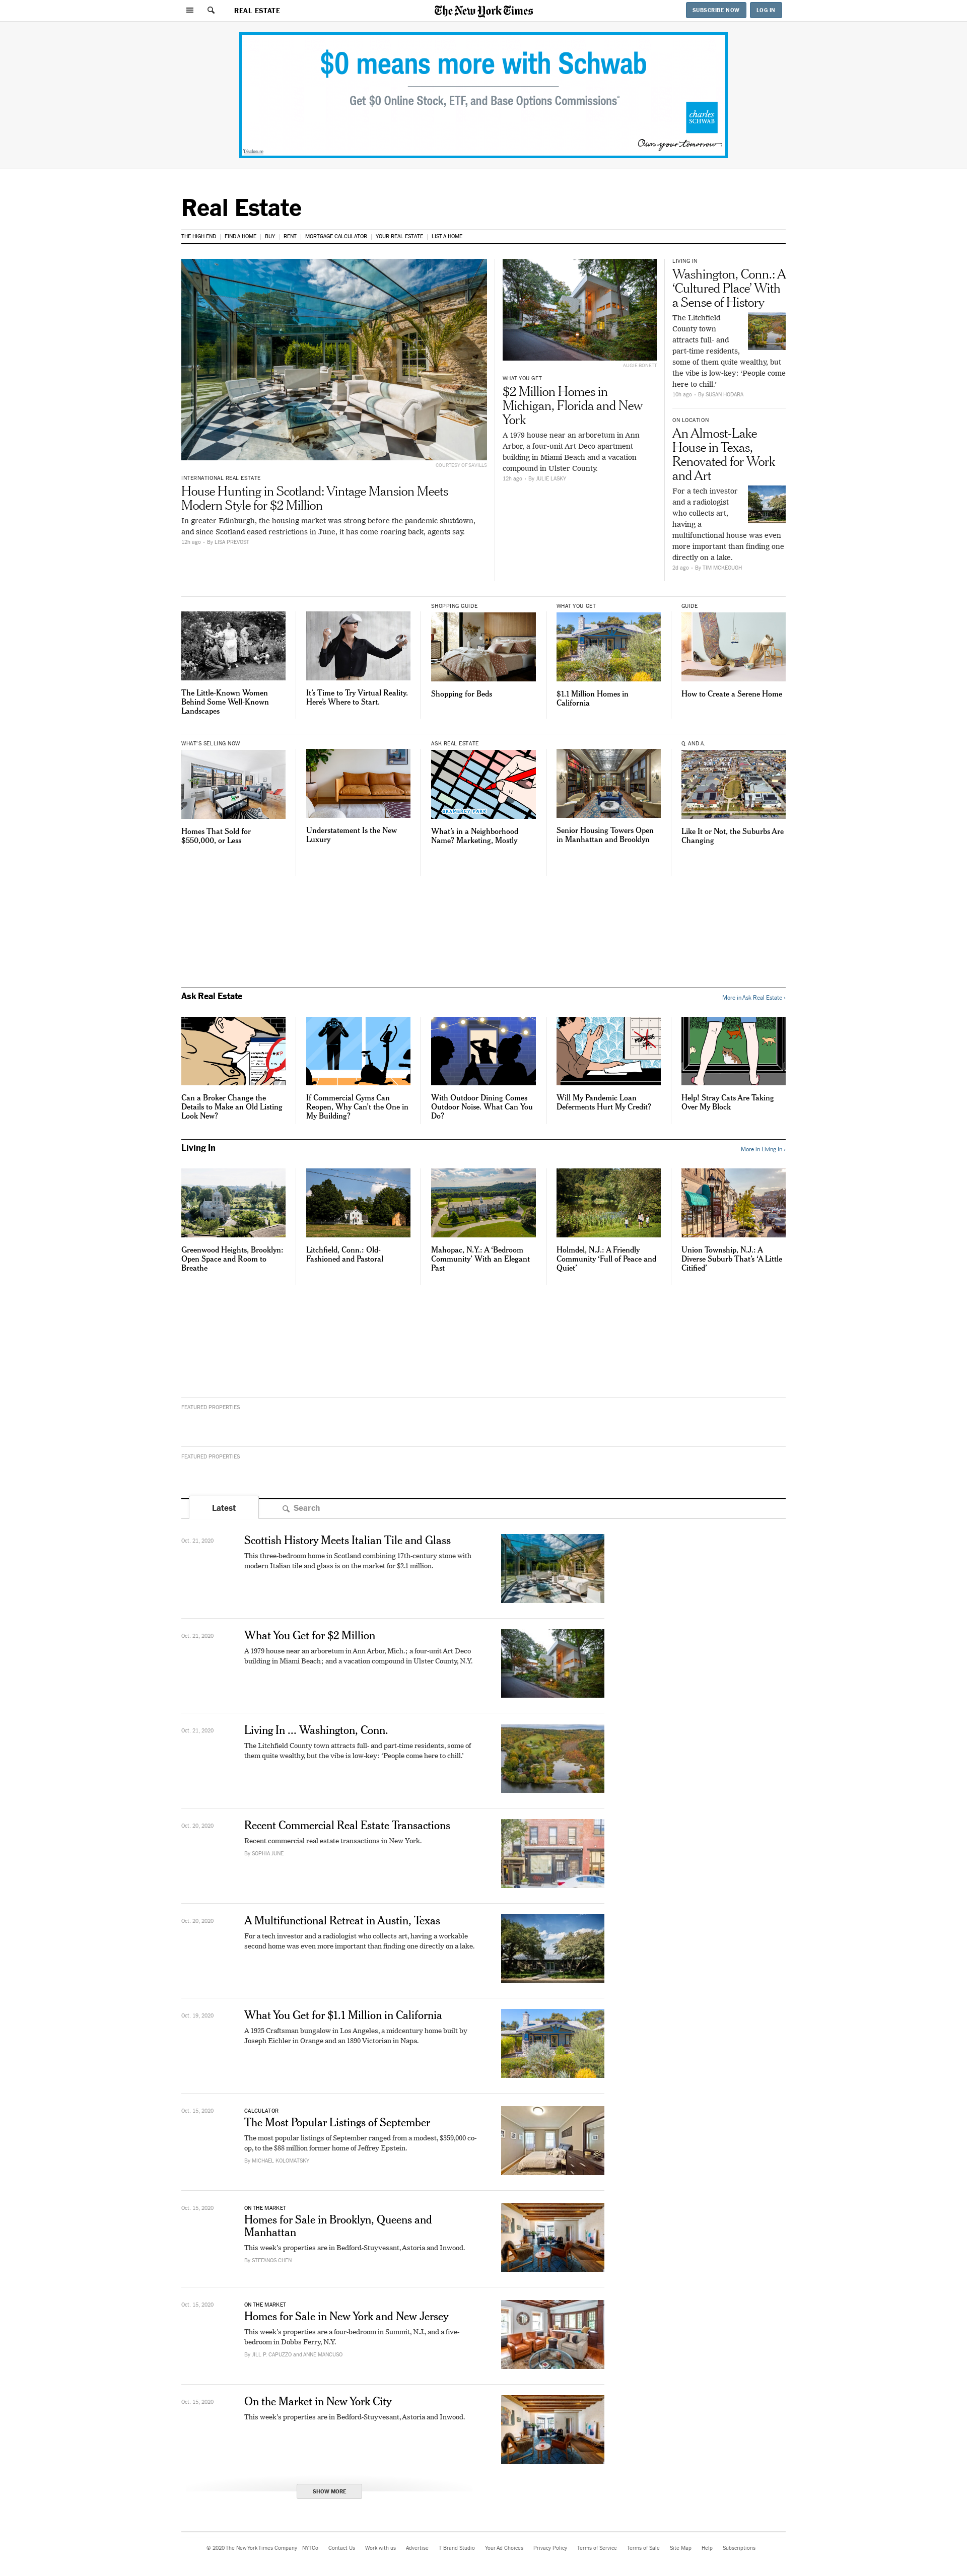 REAL ESTATE
The New York Times
SUBSCRIBE NOW
LOG IN
$0 means more with Schwab
Get $0 Online Stock, ETF, and Base Options Commissions*
charles
SCHWAB
Own your tomorrow.
Disclosure
Real Estate
THE HIGH END
FIND A HOME
BUY
RENT
MORTGAGE CALCULATOR
YOUR REAL ESTATE
LIST A HOME
COURTESY OF SAVILLS
INTERNATIONAL REAL ESTATE
House Hunting in Scotland: Vintage Mansion Meets
Modern Style for $2 Million
In greater Edinburgh, the housing market was strong before the pandemic shutdown,
and since Scotland eased restrictions in June, it has come roaring back, agents say.
12h ago - By LISA PREVOST
AUGIE BONETT
WHAT YOU GET
$2 Million Homes in
Michigan, Florida and New
York
A 1979 house near an arboretum in Ann
Arbor, a four-unit Art Deco apartment
building in Miami Beach and a vacation
compound in Ulster County.
12h ago - By JULIE LASKY
LIVING IN
Washington, Conn.: A
‘Cultured Place’ With
a Sense of History
The Litchfield
County town
attracts full- and
part-time residents,
some of them quite wealthy, but
the vibe is low-key: ‘People come
here to chill.’
10h ago - By SUSAN HODARA
ON LOCATION
An Almost-Lake
House in Texas,
Renovated for Work
and Art
For a tech investor
and a radiologist
who collects art,
having a
multifunctional house was even
more important than finding one
directly on a lake.
2d ago - By TIM MCKEOUGH
The Little-Known Women
Behind Some Well-Known
Landscapes
It’s Time to Try Virtual Reality.
Here’s Where to Start.
SHOPPING GUIDE
Shopping for Beds
WHAT YOU GET
$1.1 Million Homes in
California
GUIDE
How to Create a Serene Home
WHAT’S SELLING NOW
Homes That Sold for
$550,000, or Less
Understatement Is the New
Luxury
ASK REAL ESTATE
GRAMERCY PARK
What’s in a Neighborhood
Name? Marketing, Mostly
Senior Housing Towers Open
in Manhattan and Brooklyn
Q. AND A.
Like It or Not, the Suburbs Are
Changing
Ask Real Estate
More in Ask Real Estate ›
Can a Broker Change the
Details to Make an Old Listing
Look New?
If Commercial Gyms Can
Reopen, Why Can’t the One in
My Building?
With Outdoor Dining Comes
Outdoor Noise. What Can You
Do?
Will My Pandemic Loan
Deferments Hurt My Credit?
Help! Stray Cats Are Taking
Over My Block
Living In
More in Living In ›
Greenwood Heights, Brooklyn:
Open Space and Room to
Breathe
Litchfield, Conn.: Old-
Fashioned and Pastoral
Mahopac, N.Y.: A ‘Bedroom
Community’ With an Elegant
Past
Holmdel, N.J.: A Friendly
Community ‘Full of Peace and
Quiet’
Union Township, N.J.: A
Diverse Suburb That’s ‘A Little
Citified’
FEATURED PROPERTIES
FEATURED PROPERTIES
Latest
Search
Oct. 21, 2020
Scottish History Meets Italian Tile and Glass
This three-bedroom home in Scotland combining 17th-century stone with
modern Italian tile and glass is on the market for $2.1 million.
Oct. 21, 2020
What You Get for $2 Million
A 1979 house near an arboretum in Ann Arbor, Mich.; a four-unit Art Deco
building in Miami Beach; and a vacation compound in Ulster County, N.Y.
Oct. 21, 2020
Living In ... Washington, Conn.
The Litchfield County town attracts full- and part-time residents, some of
them quite wealthy, but the vibe is low-key: ‘People come here to chill.’
Oct. 20, 2020
Recent Commercial Real Estate Transactions
Recent commercial real estate transactions in New York.
By SOPHIA JUNE
Oct. 20, 2020
A Multifunctional Retreat in Austin, Texas
For a tech investor and a radiologist who collects art, having a workable
second home was even more important than finding one directly on a lake.
Oct. 19, 2020
What You Get for $1.1 Million in California
A 1925 Craftsman bungalow in Los Angeles, a midcentury home built by
Joseph Eichler in Orange and an 1890 Victorian in Napa.
Oct. 15, 2020
CALCULATOR
The Most Popular Listings of September
The most popular listings of September ranged from a modest, $359,000 co-
op, to the $88 million former home of Jeffrey Epstein.
By MICHAEL KOLOMATSKY
Oct. 15, 2020
ON THE MARKET
Homes for Sale in Brooklyn, Queens and
Manhattan
This week’s properties are in Bedford-Stuyvesant, Astoria and Inwood.
By STEFANOS CHEN
Oct. 15, 2020
ON THE MARKET
Homes for Sale in New York and New Jersey
This week’s properties are a four-bedroom in Summit, N.J., and a five-
bedroom in Dobbs Ferry, N.Y.
By JILL P. CAPUZZO and ANNE MANCUSO
Oct. 15, 2020
On the Market in New York City
This week’s properties are in Bedford-Stuyvesant, Astoria and Inwood.
SHOW MORE
© 2020 The New York Times Company
NYTCo
Contact Us
Work with us
Advertise
T Brand Studio
Your Ad Choices
Privacy Policy
Terms of Service
Terms of Sale
Site Map
Help
Subscriptions